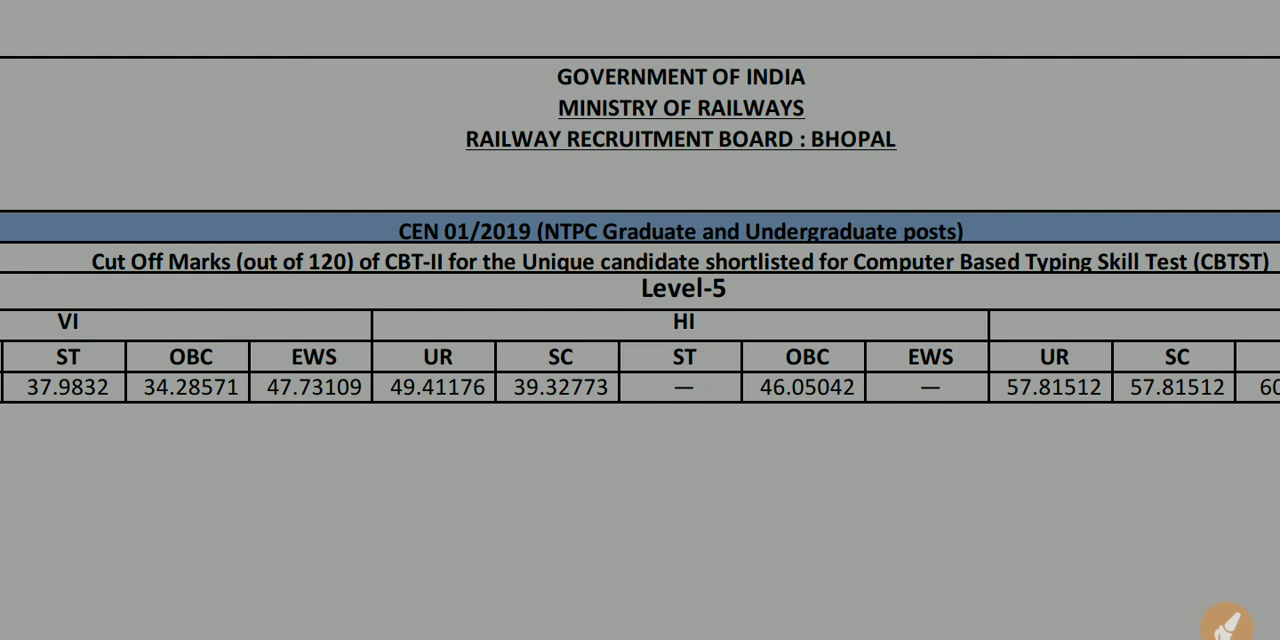 GOVERNMENT OF INDIA
MINISTRY OF RAILWAYS
RAILWAY RECRUITMENT BOARD : BHOPAL
CEN 01/2019 (NTPC Graduate and Undergraduate posts)
Cut Off Marks (out of 120) of CBT-II for the Unique candidate shortlisted for Computer Based Typing Skill Test (CBTST)
Level-5
VI HI
ST OBC EWS UR SC ST OBC EWS UR SC
37.9832 34.28571 47.73109 49.41176 39.32773 — 46.05042 — 57.81512 57.81512